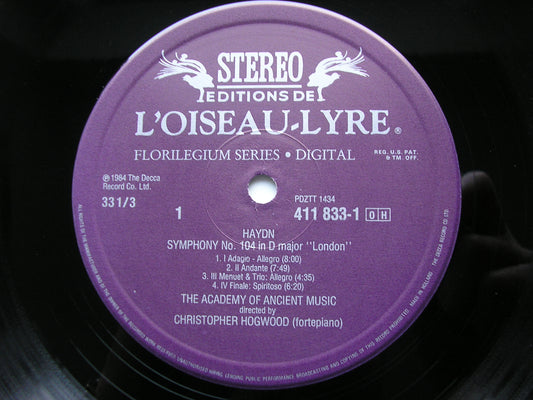 STEREO
EDITIONS DE
L'OISEAU-LYRE ®
FLORILEGIUM SERIES • DIGITAL
REG. U.S. PAT.
& TM. OFF.
℗ 1984 The Decca
Record Co. Ltd.
33 1/3
1
PDZTT 1434
411 833-1 O H
HAYDN
SYMPHONY No. 104 in D major "London"
1. I Adagio - Allegro (8:00)
2. II Andante (7:49)
3. III Menuet & Trio: Allegro (4:35)
4. IV Finale: Spiritoso (6:20)
THE ACADEMY OF ANCIENT MUSIC
directed by
CHRISTOPHER HOGWOOD (fortepiano)